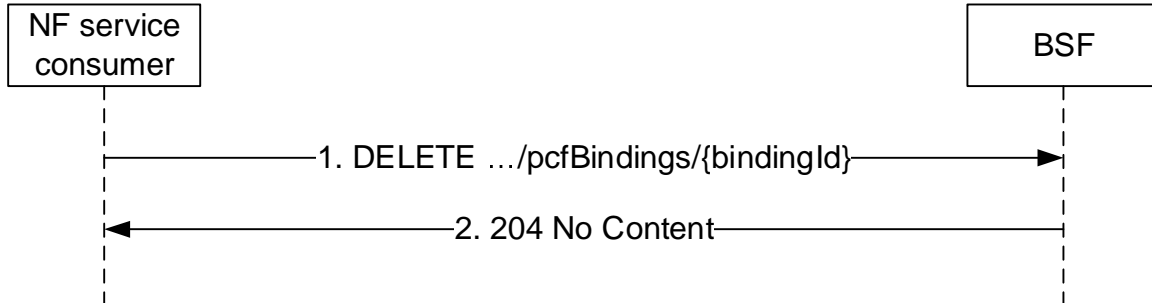 NF service
consumer
BSF
1. DELETE …/pcfBindings/{bindingId}
2. 204 No Content